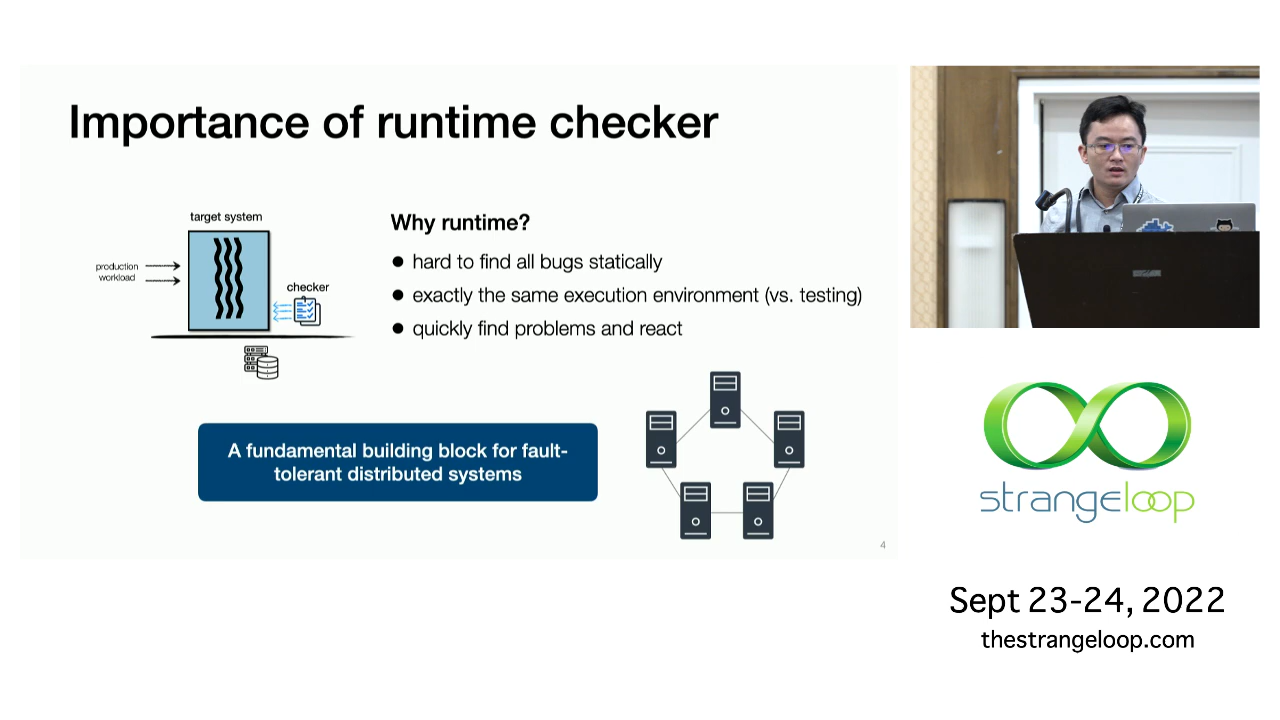 Importance of runtime checker
target system
production
workload
checker
Why runtime?
● hard to find all bugs statically
● exactly the same execution environment (vs. testing)
● quickly find problems and react
A fundamental building block for fault-
tolerant distributed systems
4
strangeloop
Sept 23-24, 2022
thestrangeloop.com